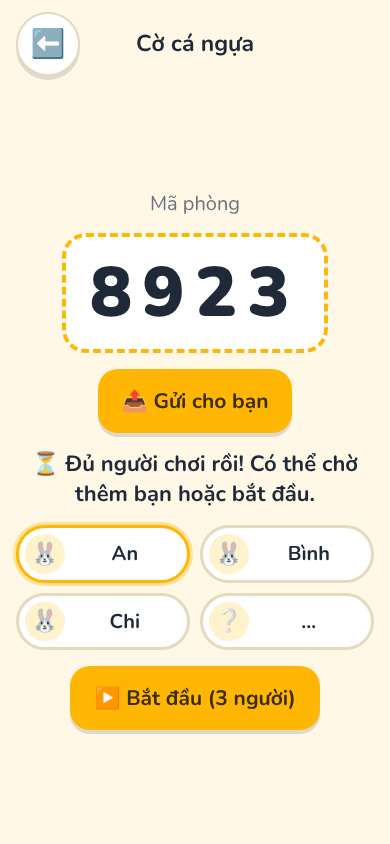 Cờ cá ngựa
Mã phòng
8923
Gửi cho bạn
Đủ người chơi rồi! Có thể chờ
thêm bạn hoặc bắt đầu.
An
Bình
Chi
...
Bắt đầu (3 người)